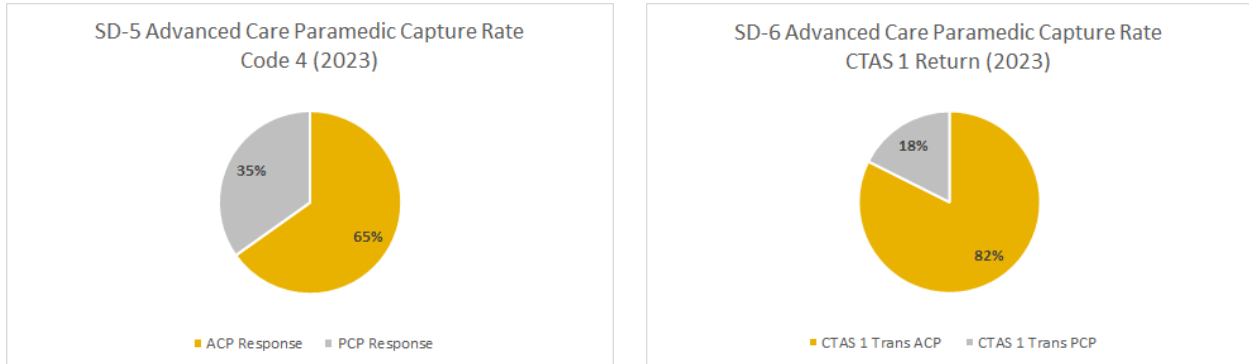 SD-5 Advanced Care Paramedic Capture Rate
Code 4 (2023)
35%
65%
ACP Response
PCP Response
SD-6 Advanced Care Paramedic Capture Rate
CTAS 1 Return (2023)
18%
82%
CTAS 1 Trans ACP
CTAS 1 Trans PCP